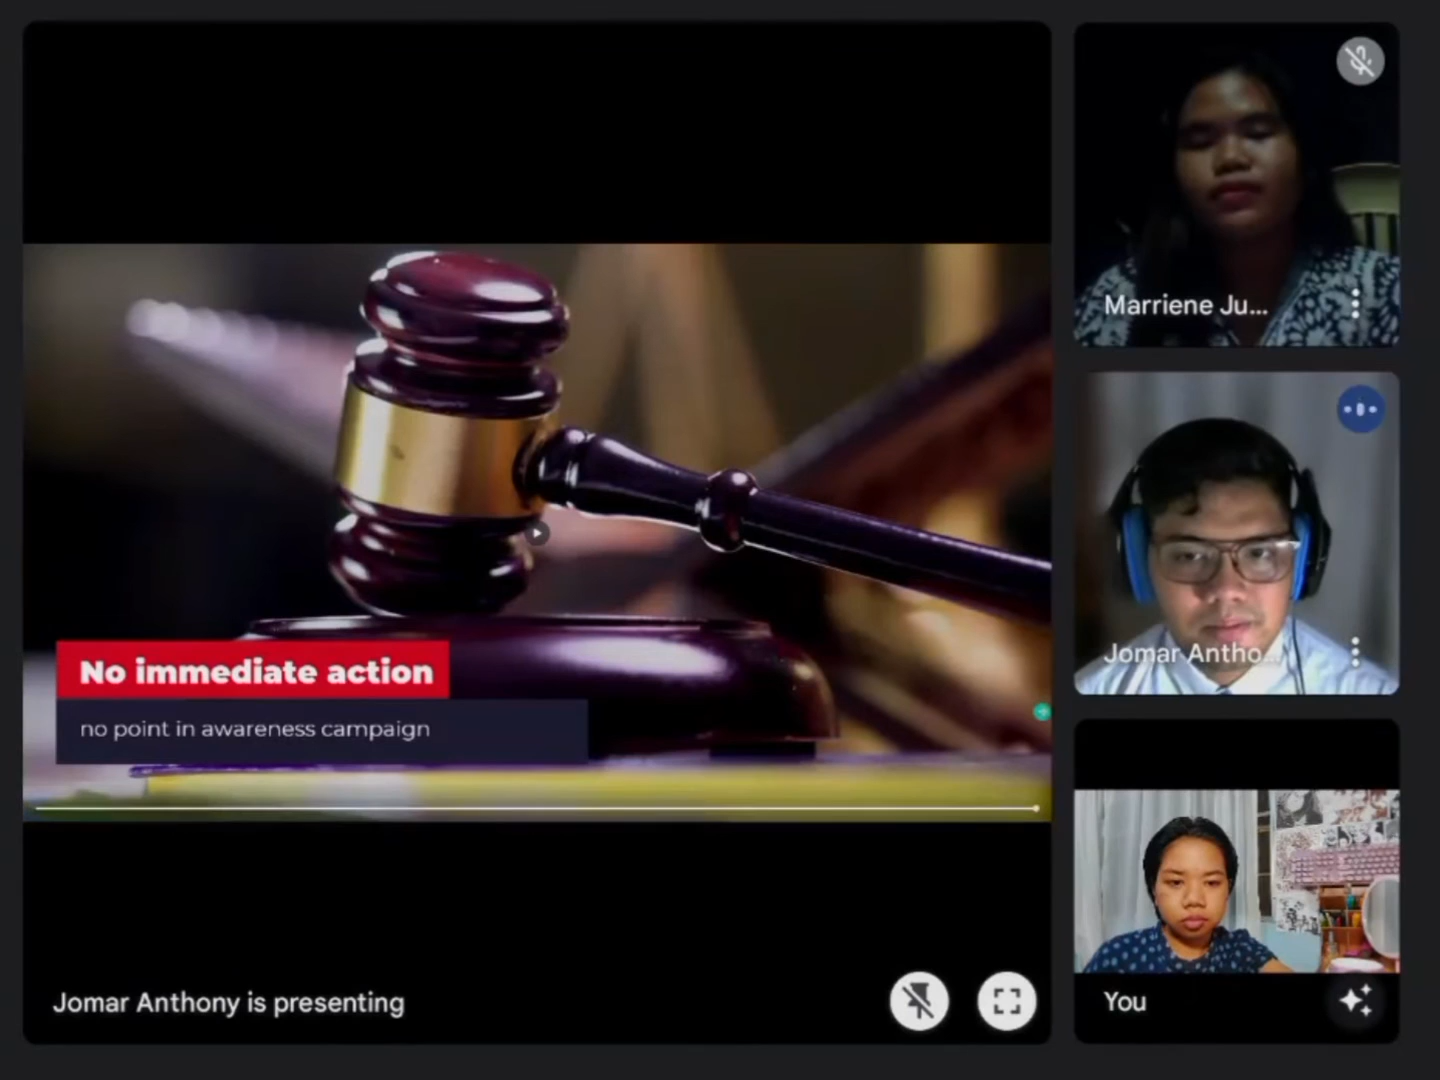 No immediate action
no point in awareness campaign
Jomar Anthony is presenting
Marriene Ju...
Jomar Antho...
You